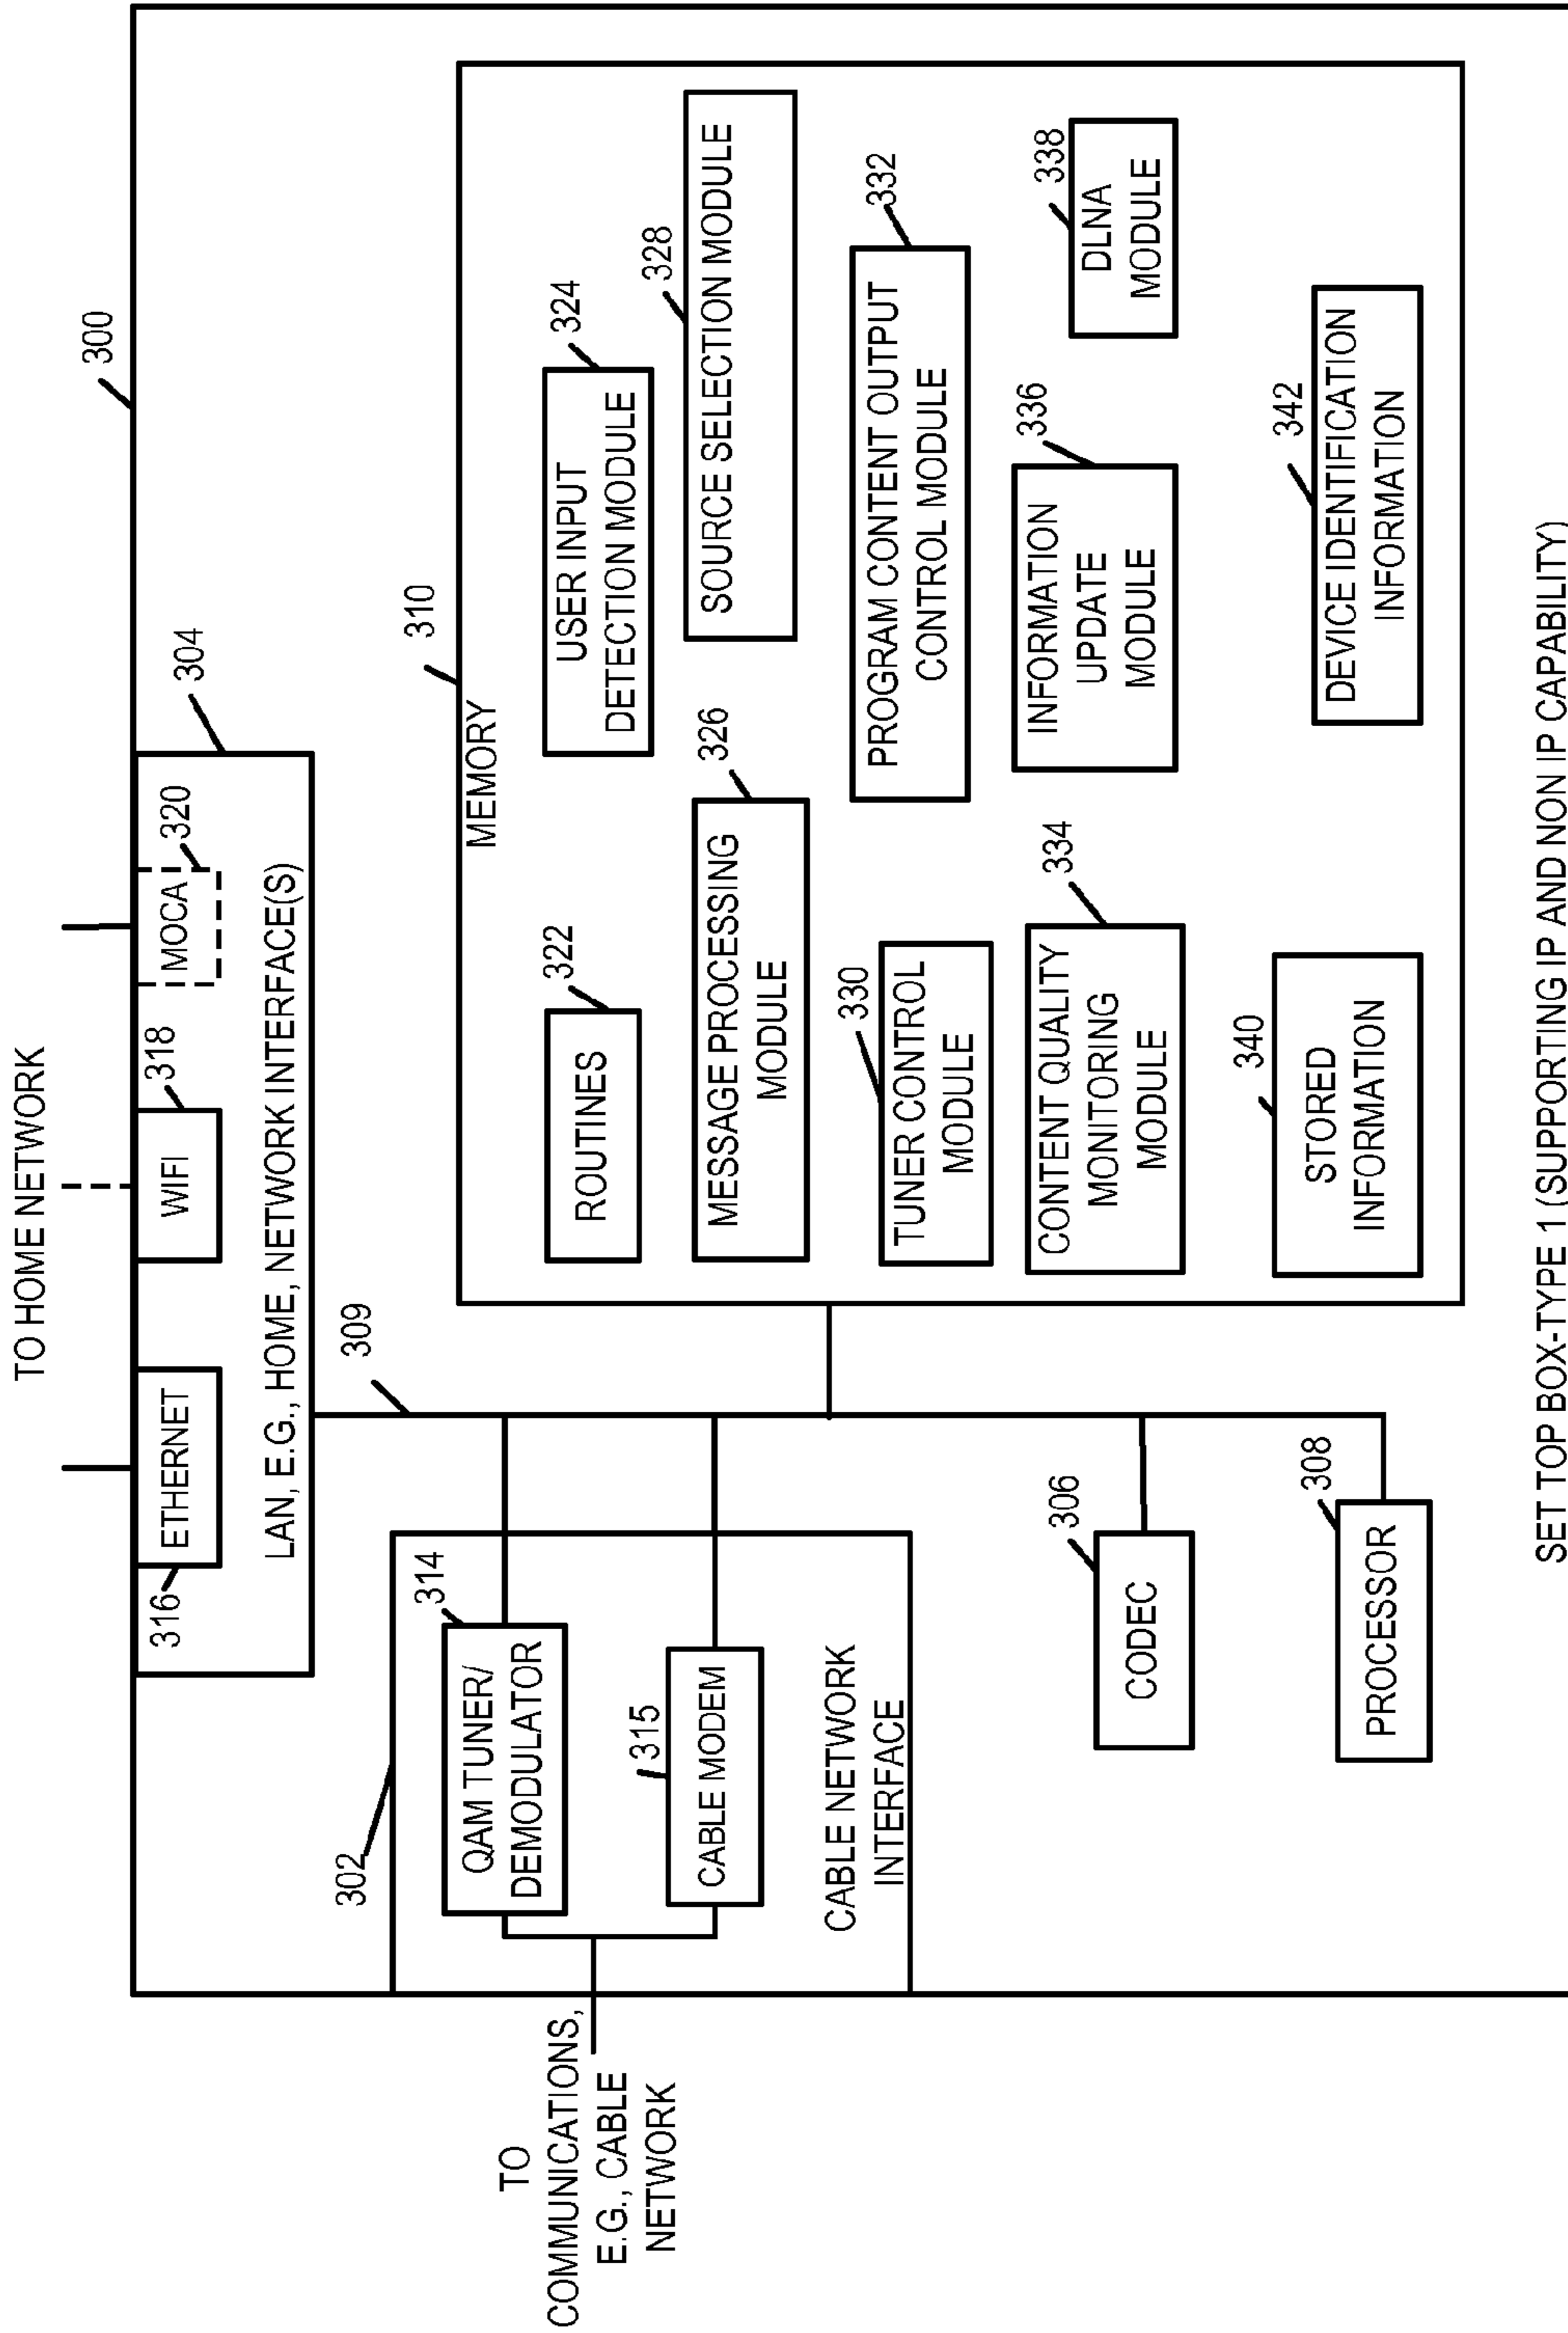 TO HOME NETWORK
300
304
316
ETHERNET
318
WIFI
320
MOCA
LAN, E.G., HOME, NETWORK INTERFACE(S)
309
302
314
QAM TUNER/
DEMODULATOR
315
CABLE MODEM
CABLE NETWORK
INTERFACE
TO
COMMUNICATIONS,
E.G., CABLE
NETWORK
306
CODEC
308
PROCESSOR
310
MEMORY
322
ROUTINES
324
USER INPUT
DETECTION MODULE
326
MESSAGE PROCESSING
MODULE
328
SOURCE SELECTION MODULE
330
TUNER CONTROL
MODULE
332
PROGRAM CONTENT OUTPUT
CONTROL MODULE
334
CONTENT QUALITY
MONITORING
MODULE
336
INFORMATION
UPDATE
MODULE
338
DLNA
MODULE
340
STORED
INFORMATION
342
DEVICE IDENTIFICATION
INFORMATION
SET TOP BOX-TYPE 1 (SUPPORTING IP AND NON IP CAPABILITY)